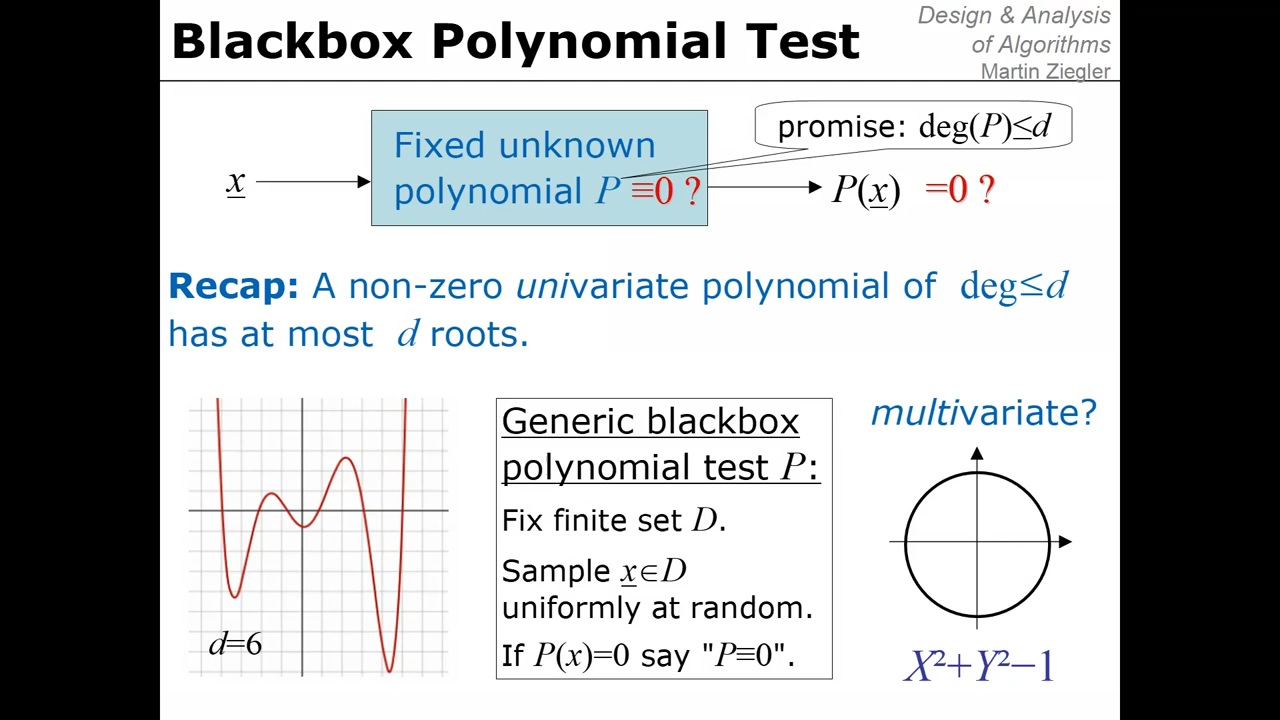 Blackbox Polynomial Test
Design & Analysis
of Algorithms
Martin Ziegler
promise: deg(P)≤d
Fixed unknown
polynomial P ≡0 ?
x
P(x) =0 ?
Recap: A non-zero univariate polynomial of deg≤d
has at most d roots.
d=6
Generic blackbox
polynomial test P:
Fix finite set D.
Sample x∈D
uniformly at random.
If P(x)=0 say "P≡0".
multivariate?
X²+Y²−1